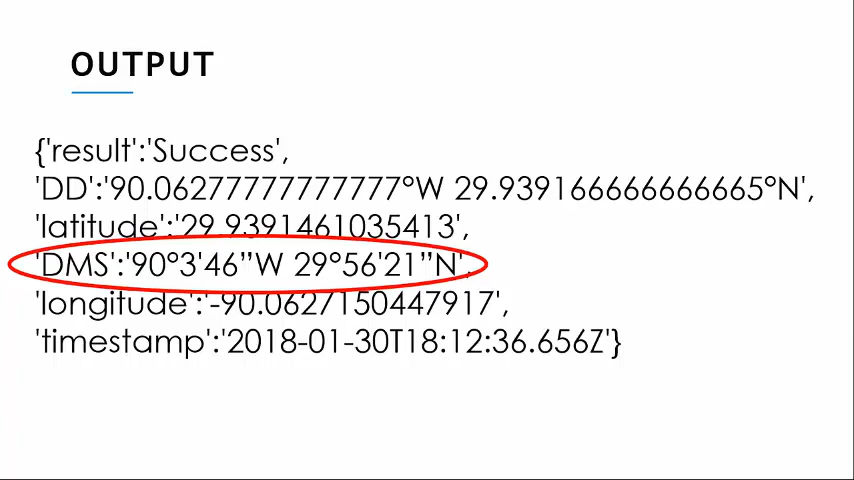 OUTPUT
{'result':'Success',
'DD':'90.06277777777777°W 29.939166666666665°N',
'latitude':'29.9391461035413',
'DMS':'90°3'46”W 29°56'21”N',
'longitude':'-90.0627150447917',
'timestamp':'2018-01-30T18:12:36.656Z'}